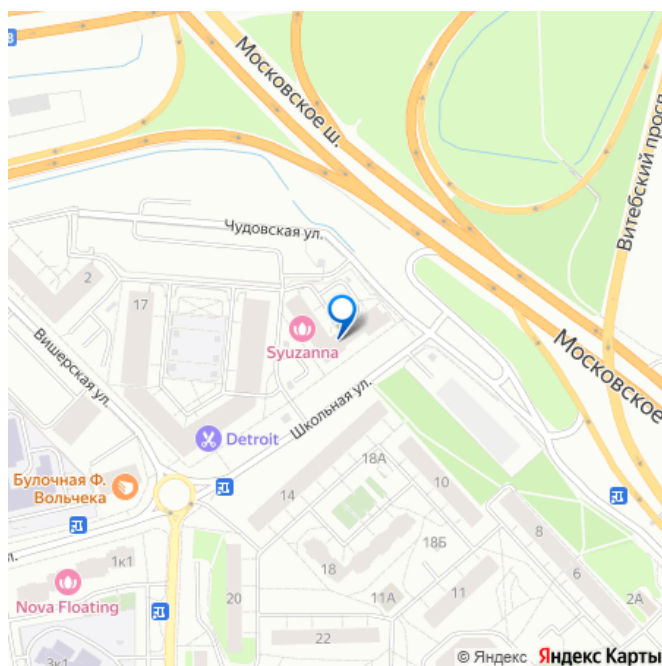 Московское ш.
Витебский просп
Чудовская ул.
2
17
Syuzanna
Московское
Вишерская ул.
Школьная ул.
Detroit
18А
Булочная Ф.
Вольчека
14
10
8
18Б
1к1
18
6
Nova Floating
11А
11
2А
20
22
3к1
л.
© Яндекс Яндекс Карты